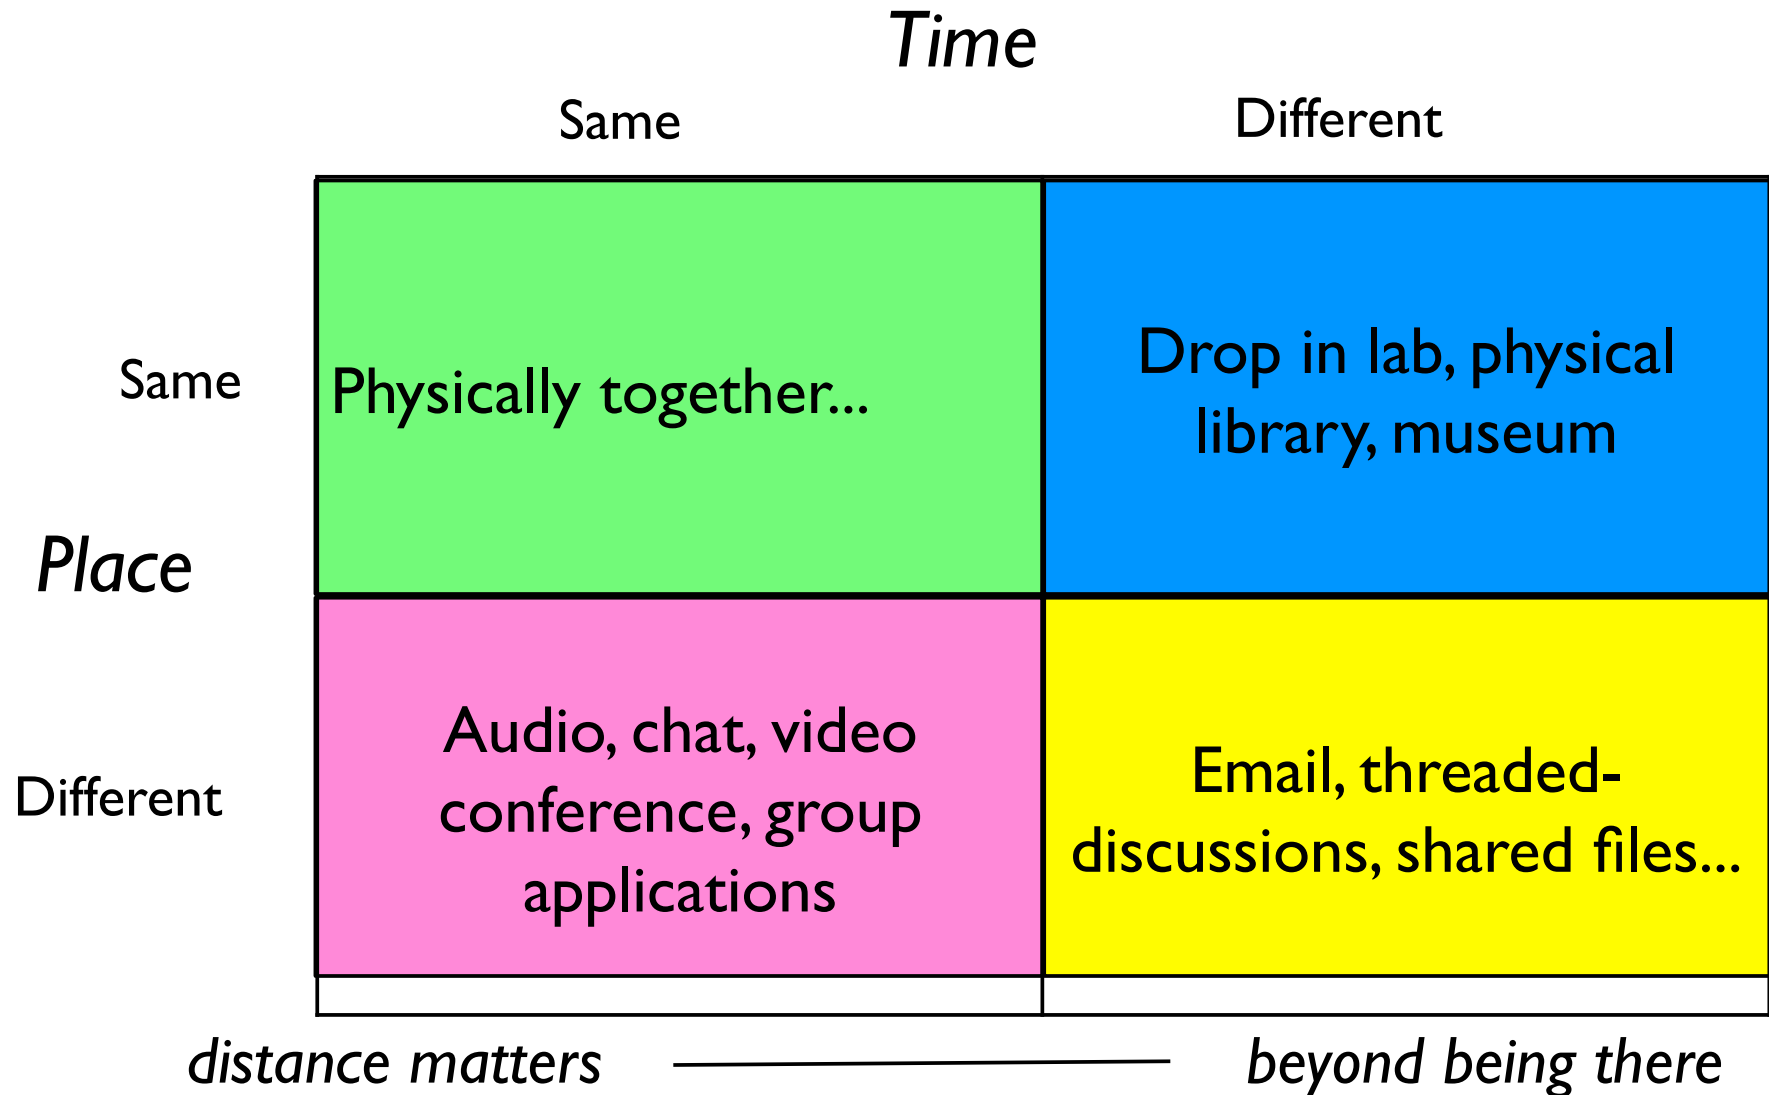 Time
Same
Different
Same
Physically together...
Drop in lab, physical
library, museum
Place
Different
Audio, chat, video
conference, group
applications
Email, threaded-
discussions, shared files...
distance matters
beyond being there